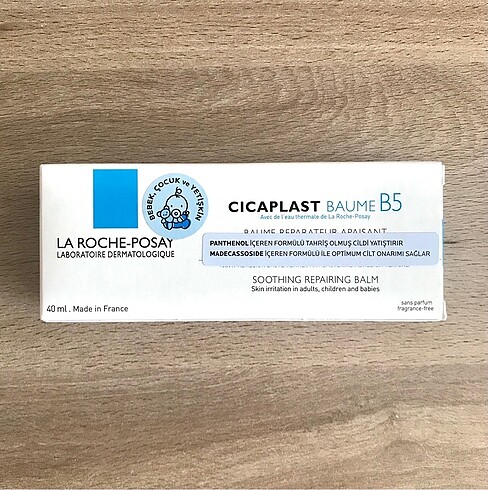 BEBEK, ÇOCUK ve YETİŞKİN
CICAPLAST BAUME B5
Avec de l'eau thermale de La Roche-Posay
BAUME REPARATEUR APAISANT
LA ROCHE-POSAY
LABORATOIRE DERMATOLOGIQUE
PANTHENOL İÇEREN FORMÜLÜ TAHRİŞ OLMUŞ CİLDİ YATIŞTIRIR
MADECASSOSIDE İÇEREN FORMÜLÜ İLE OPTİMUM CİLT ONARIMI SAĞLAR
SOOTHING REPAIRING BALM
Skin irritation in adults, children and babies
40 ml . Made in France
sans parfum
fragrance-free